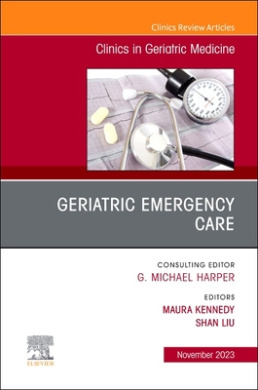 Clinics Review Articles
Clinics in Geriatric Medicine
GERIATRIC EMERGENCY
CARE
CONSULTING EDITOR
G. MICHAEL HARPER
EDITORS
MAURA KENNEDY
SHAN LIU
ELSEVIER
November 2023